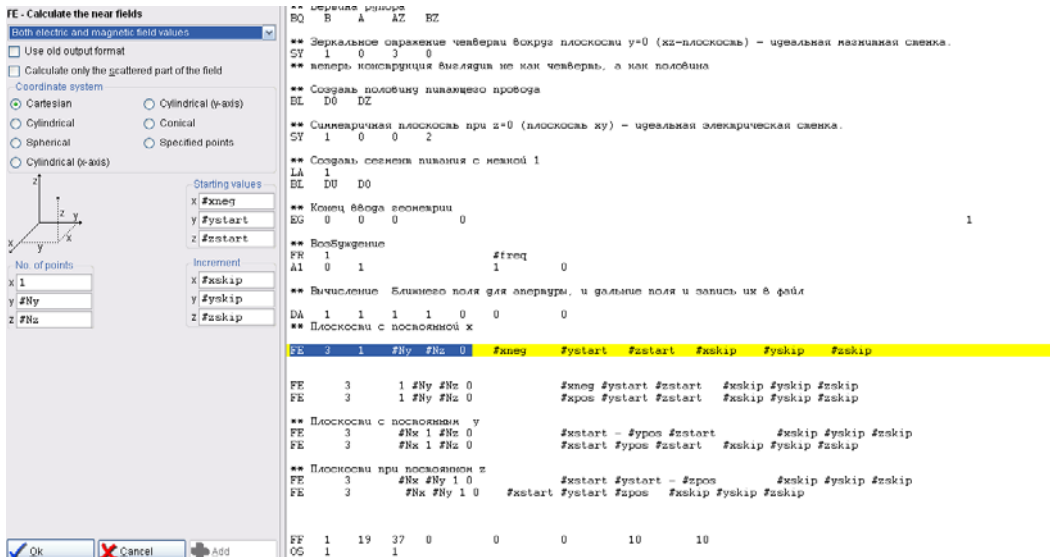 FE - Calculate the near fields
Both electric and magnetic field values
Use old output format
Calculate only the scattered part of the field
Coordinate system
Cartesian
Cylindrical (y-axis)
Cylindrical
Conical
Spherical
Specified points
Cylindrical (x-axis)
z
z y
x
x y
Starting values
x #xneg
y #ystart
z #zstart
No. of points
x 1
y #Ny
z #Nz
Increment
x #xskip
y #yskip
z #zskip
Ok
Cancel
Add
** Вершина рупора
BQ B A AZ BZ
** Зеркальное отражение четверти вокруг плоскости y=0 (xz-плоскость) - идеальная магнитная стенка.
SY 1 0 3 0
** теперь конструкция выглядит не как четверть, а как половина
** Создать половину питающего провода
BL D0 DZ
** Симметричная плоскость при z=0 (плоскость xy) - идеальная электрическая стенка.
SY 1 0 0 2
** Создать сегмент питания с меткой 1
LA 1
BL DU D0
** Конец ввода геометрии
EG 0 0 0 0 1
** Возбуждение
FR 1 #freq
A1 0 1 1 0
** Вычисление Ближнего поля для апертуры, и дальние поля и запись их в файл
DA 1 1 1 1 0 0 0
** Плоскости с постоянной x
FE 3 1 #Ny #Nz 0 #xneg #ystart #zstart #xskip #yskip #zskip
FE 3 1 #Ny #Nz 0 #xneg #ystart #zstart #xskip #yskip #zskip
FE 3 1 #Ny #Nz 0 #xpos #ystart #zstart #xskip #yskip #zskip
** Плоскости с постоянным y
FE 3 #Nx 1 #Nz 0 #xstart - #ypos #zstart #xskip #yskip #zskip
FE 3 #Nx 1 #Nz 0 #xstart #ypos #zstart #xskip #yskip #zskip
** Плоскости при постоянном z
FE 3 #Nx #Ny 1 0 #xstart #ystart - #zpos #xskip #yskip #zskip
FE 3 #Nx #Ny 1 0 #xstart #ystart #zpos #xskip #yskip #zskip
FF 1 19 37 0 0 0 10 10
OS 1 1